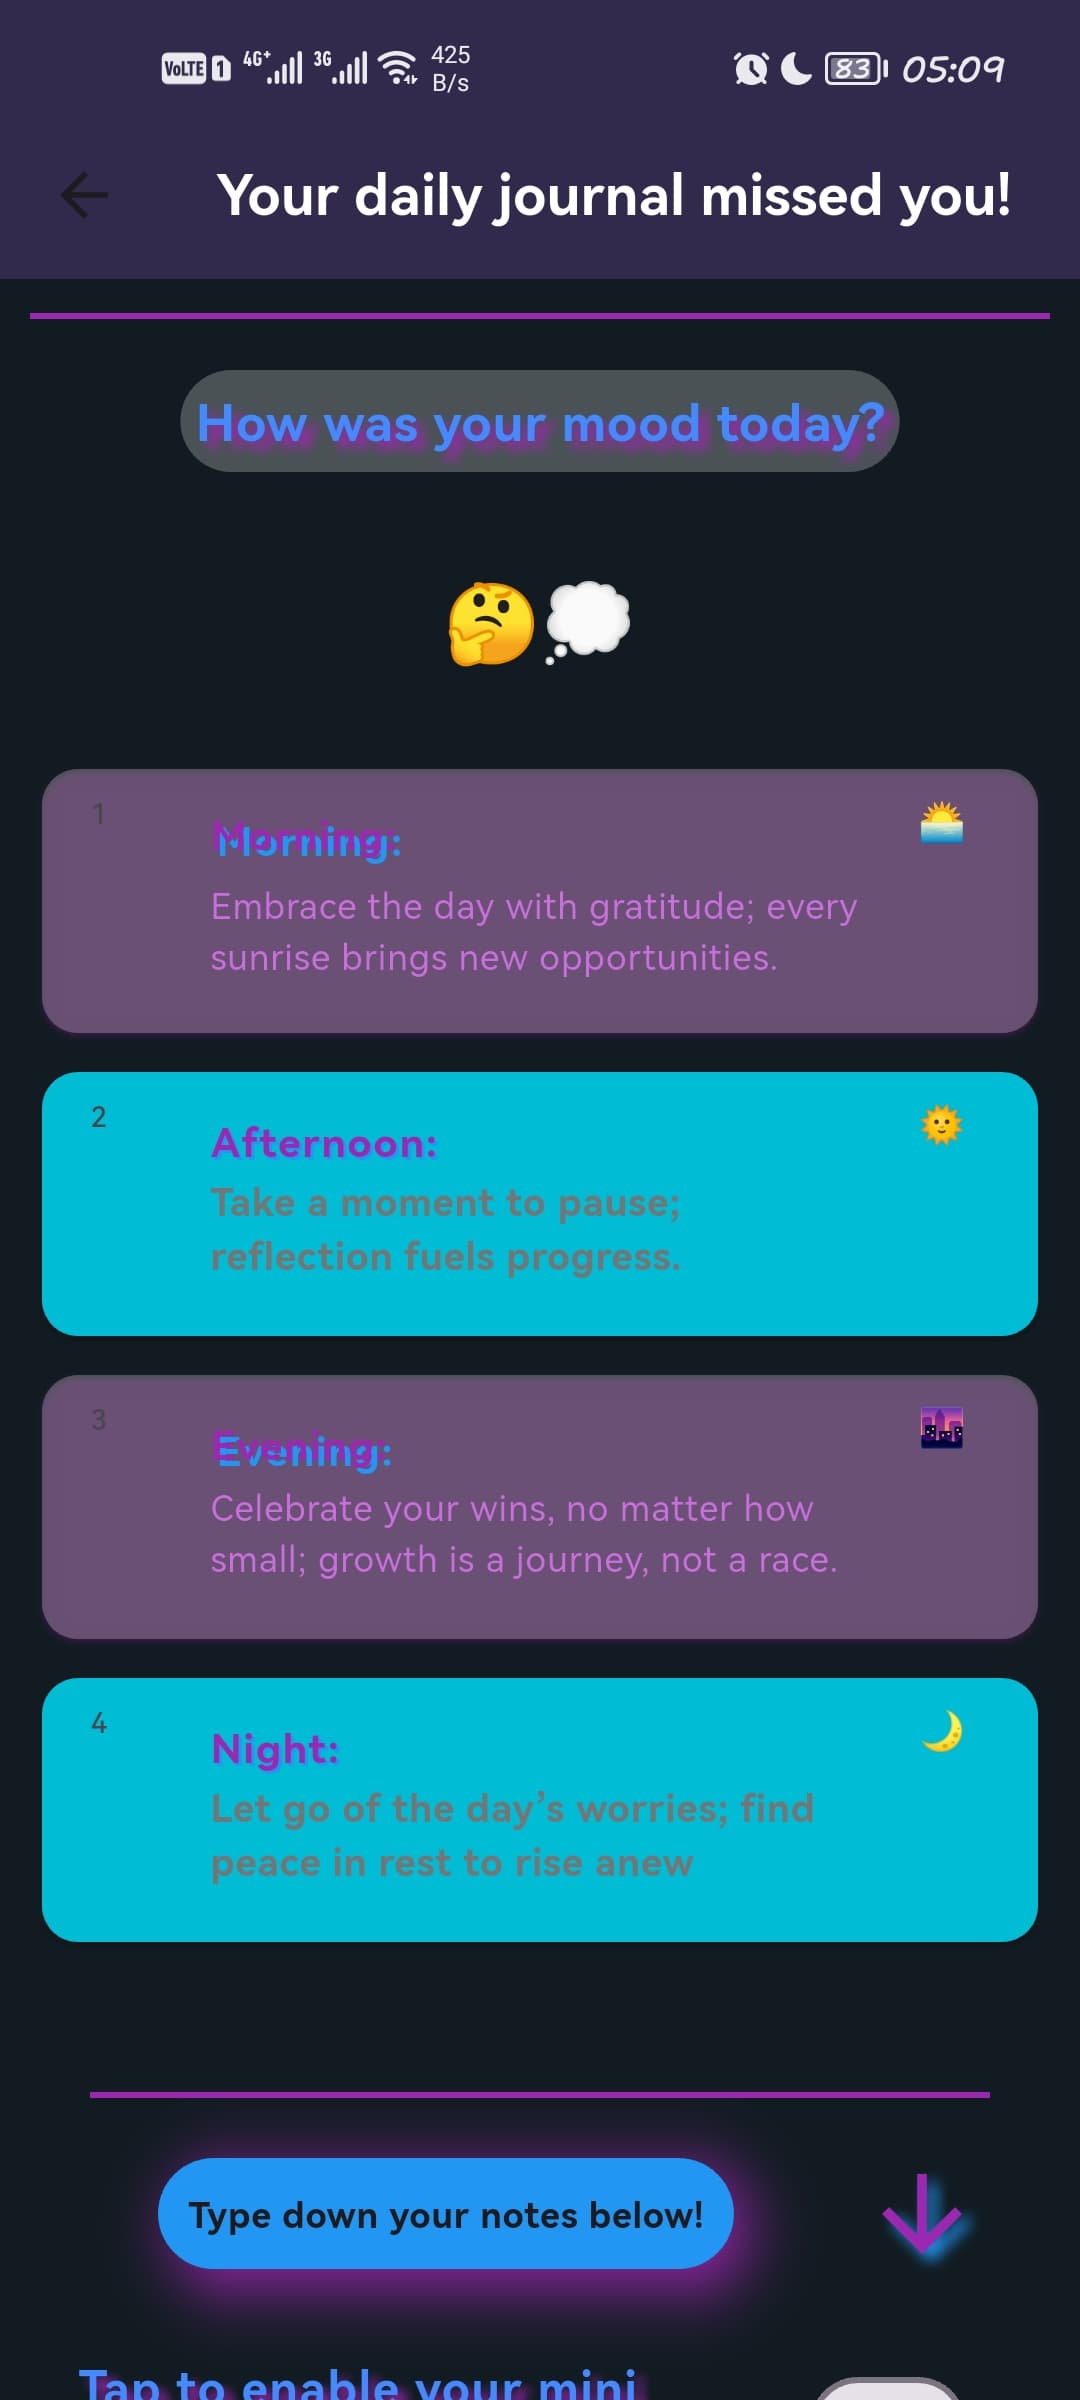 VoLTE 1 4G+ 3G 425 B/s 83 05:09
Your daily journal missed you!
How was your mood today?
1
Morning:
Embrace the day with gratitude; every
sunrise brings new opportunities.
2
Afternoon:
Take a moment to pause;
reflection fuels progress.
3
Evening:
Celebrate your wins, no matter how
small; growth is a journey, not a race.
4
Night:
Let go of the day’s worries; find
peace in rest to rise anew
Type down your notes below!
Tap to enable your mini